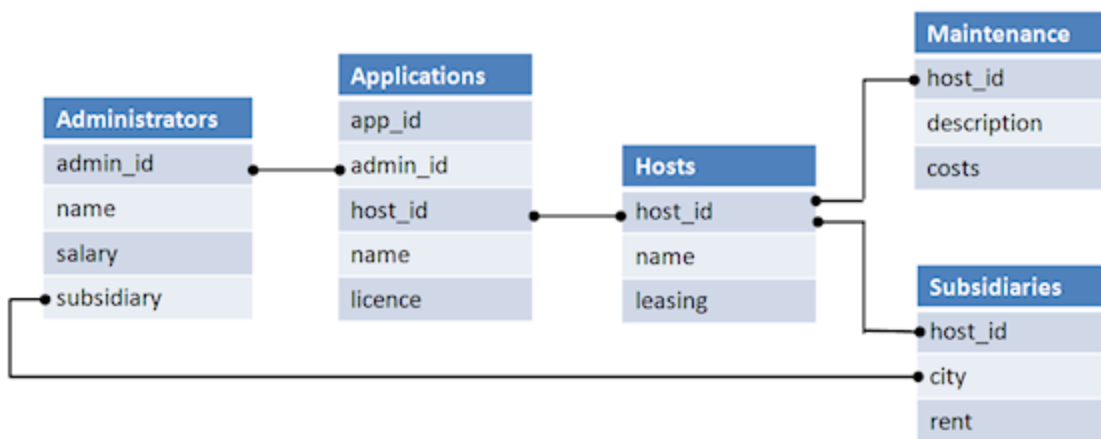 Administrators
admin_id
name
salary
subsidiary
Applications
app_id
admin_id
host_id
name
licence
Hosts
host_id
name
leasing
Maintenance
host_id
description
costs
Subsidiaries
host_id
city
rent